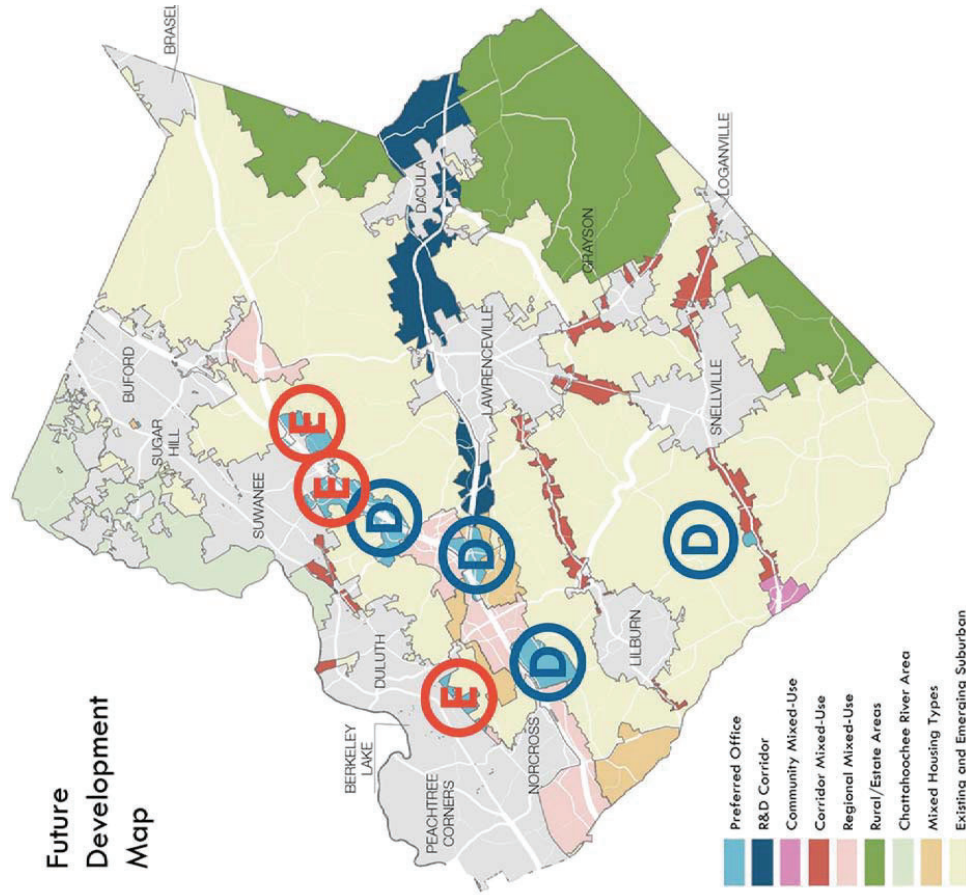 Future
Development
Map
BRASEL
BUFORD
SUGAR
HILL
SUWANEE
E
E
D
D
D
E
D
DACULA
LAWRENCEVILLE
GRAYSON
LOGANVILLE
SNELLVILLE
DULUTH
BERKELEY
LAKE
PEACHTREE
CORNERS
NORCROSS
LILBURN
Preferred Office
R&D Corridor
Community Mixed-Use
Corridor Mixed-Use
Regional Mixed-Use
Rural/Estate Areas
Chattahoochee River Area
Mixed Housing Types
Existing and Emerging Suburban